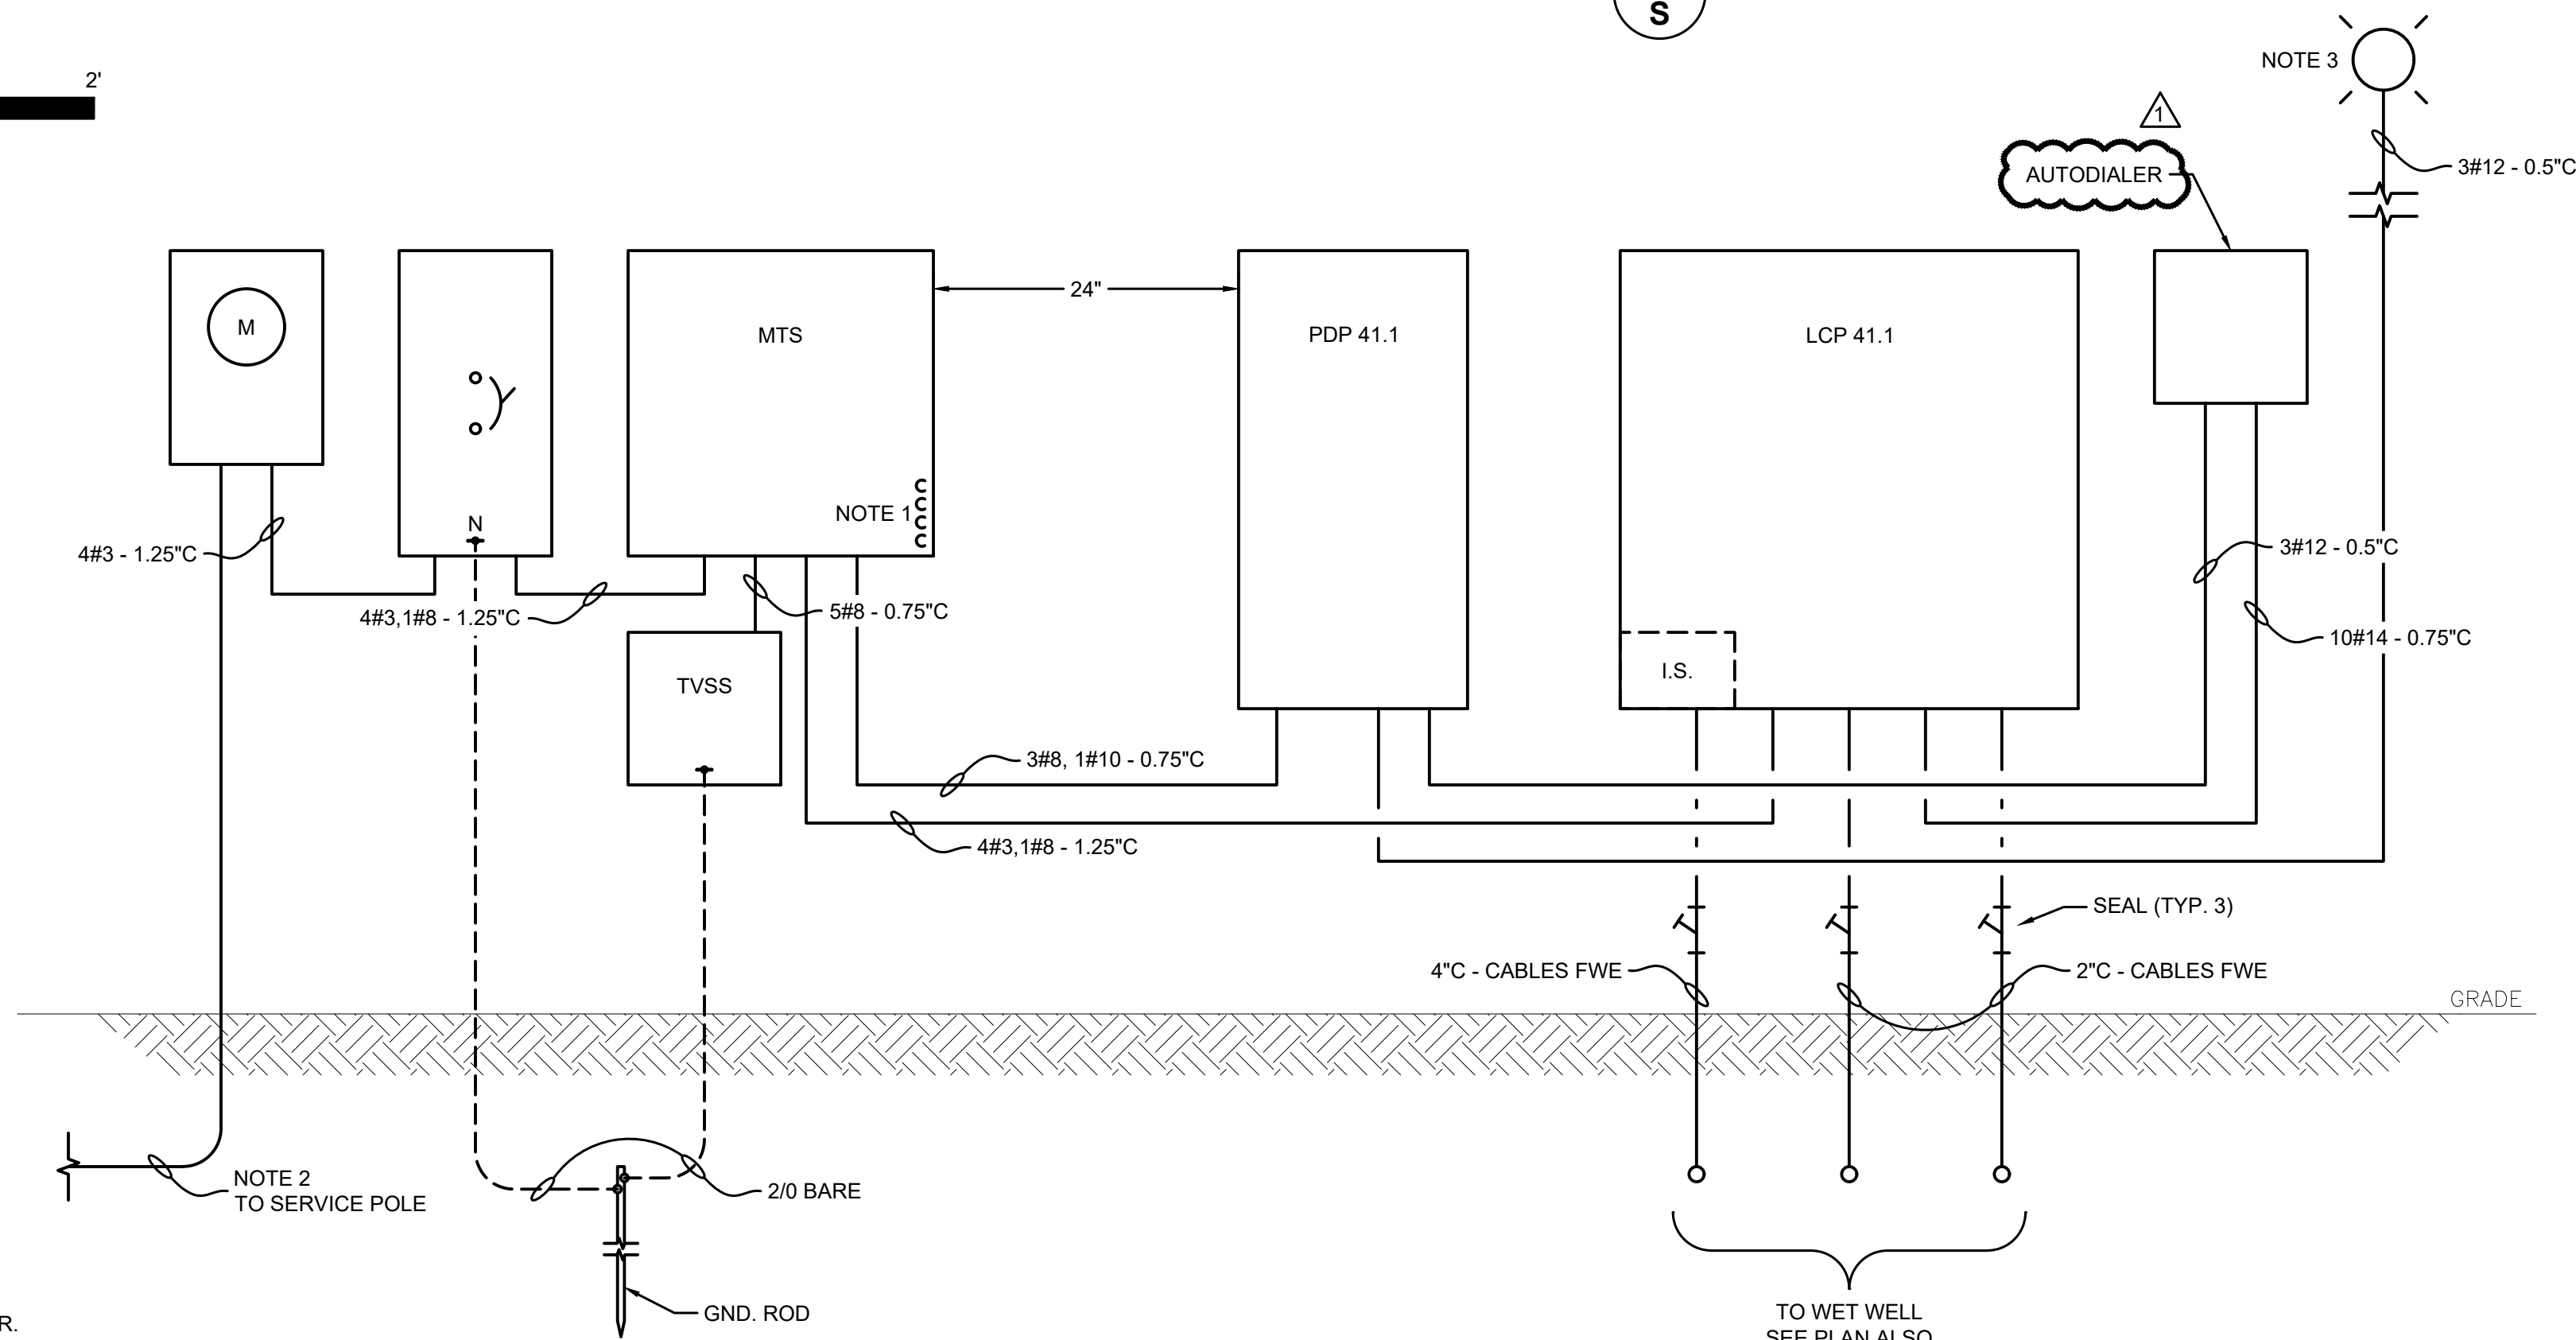 S
2'
NOTE 3
1
3#12 - 0.5"C
AUTODIALER
24"
M
MTS
PDP 41.1
LCP 41.1
NOTE 1
N
4#3 - 1.25"C
3#12 - 0.5"C
4#3,1#8 - 1.25"C
5#8 - 0.75"C
10#14 - 0.75"C
I.S.
TVSS
3#8, 1#10 - 0.75"C
4#3,1#8 - 1.25"C
SEAL (TYP. 3)
4"C - CABLES FWE
2"C - CABLES FWE
GRADE
NOTE 2
TO SERVICE POLE
2/0 BARE
GND. ROD
TO WET WELL
SEE PLAN ALSO
R.